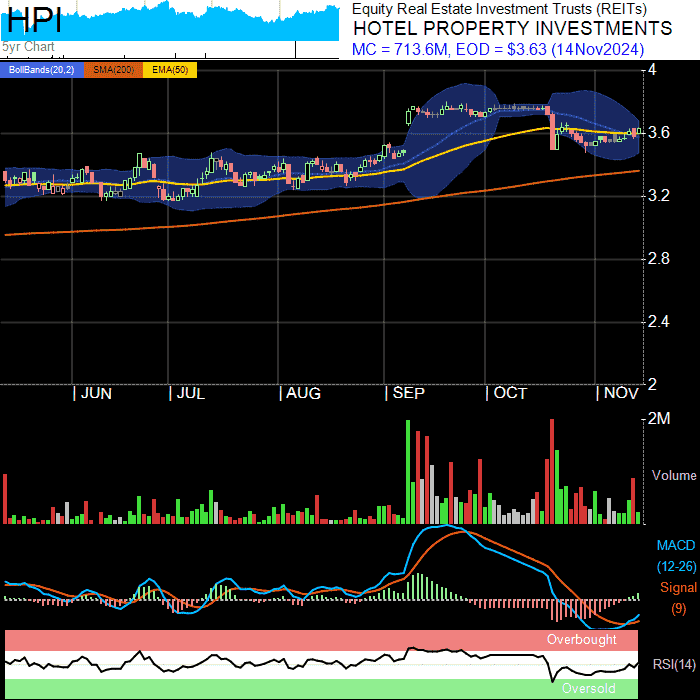 HPI
5yr Chart
Equity Real Estate Investment Trusts (REITs)
HOTEL PROPERTY INVESTMENTS
MC = 713.6M, EOD = $3.63 (14Nov2024)
BollBands(20,2) SMA(200) EMA(50)
4
3.6
3.2
2.8
2.4
2
JUN JUL AUG SEP OCT NOV
2M
Volume
MACD
(12-26)
Signal
(9)
Overbought
RSI(14)
Oversold